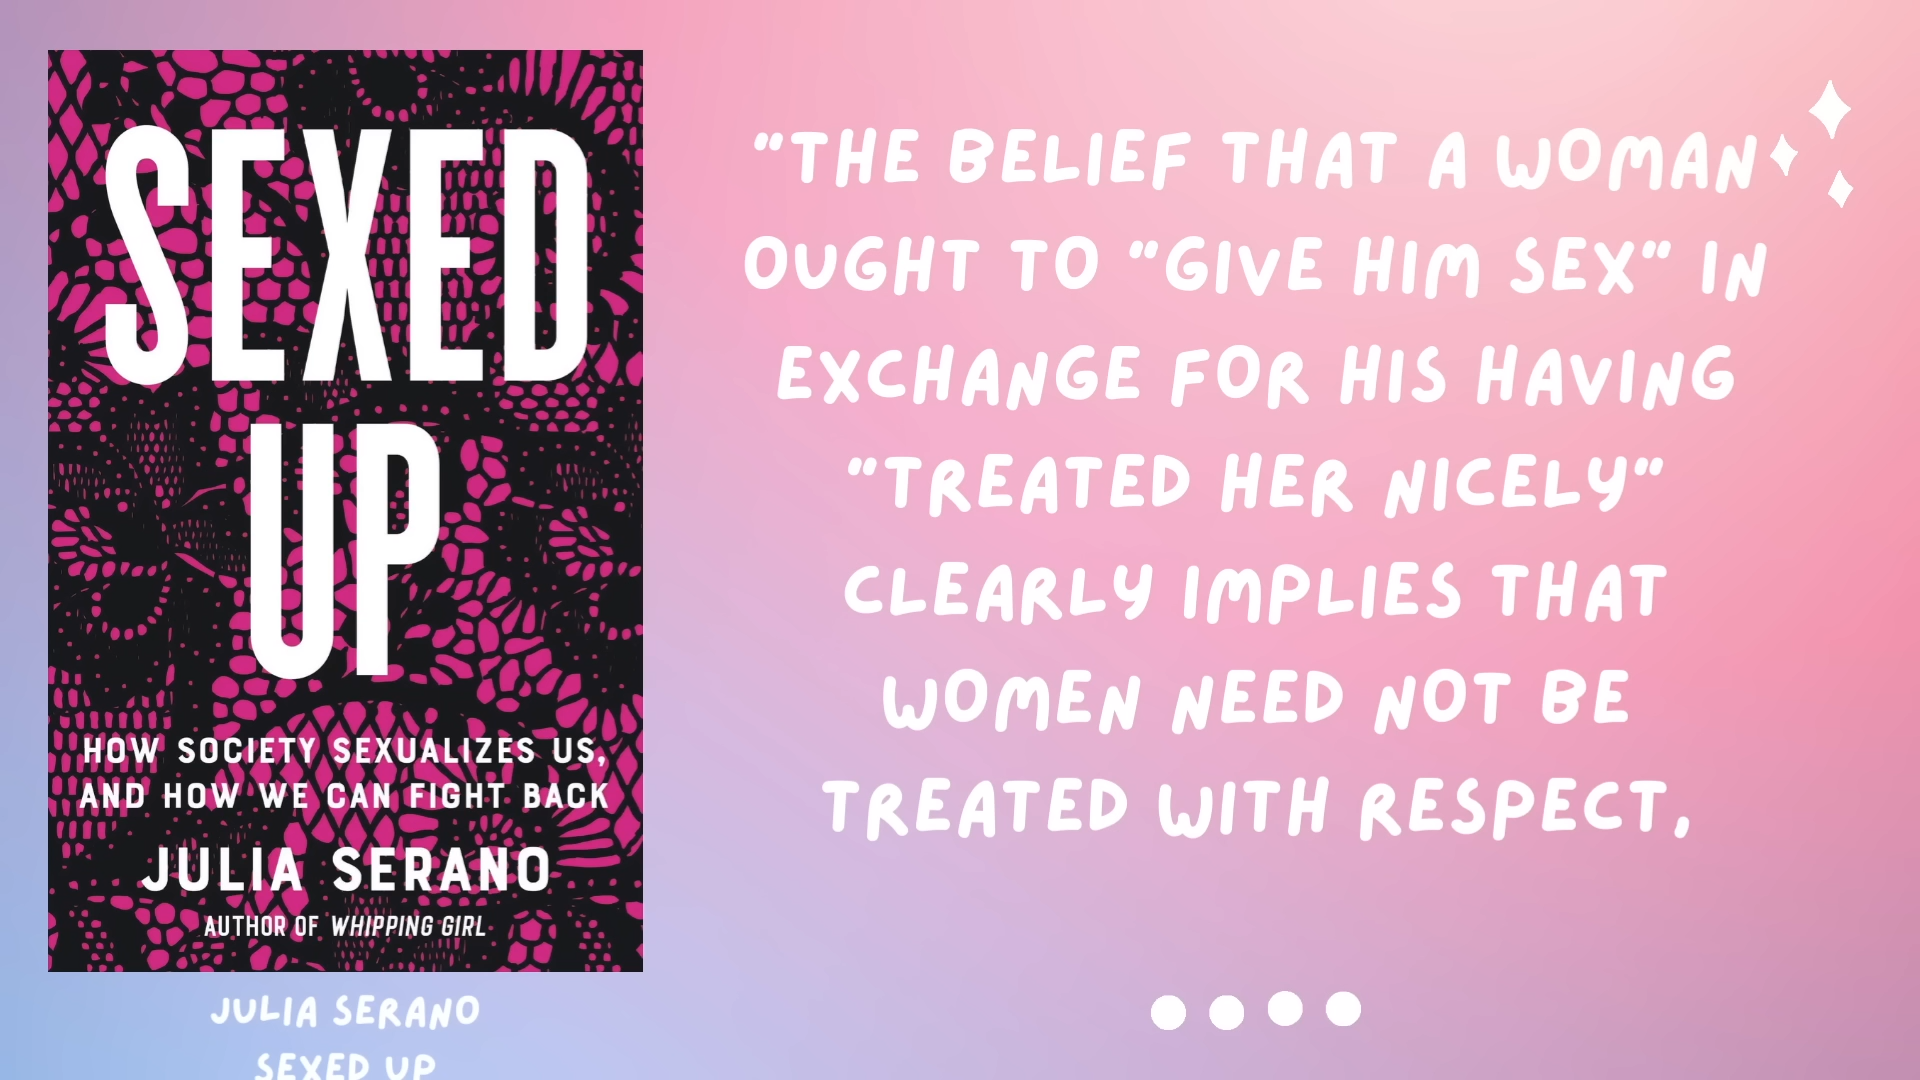 SEXED
UP
HOW SOCIETY SEXUALIZES US,
AND HOW WE CAN FIGHT BACK
JULIA SERANO
AUTHOR OF WHIPPING GIRL
JULIA SERANO
SEXED UP
"THE BELIEF THAT A WOMAN
OUGHT TO "GIVE HIM SEX" IN
EXCHANGE FOR HIS HAVING
"TREATED HER NICELY"
CLEARLY IMPLIES THAT
WOMEN NEED NOT BE
TREATED WITH RESPECT,